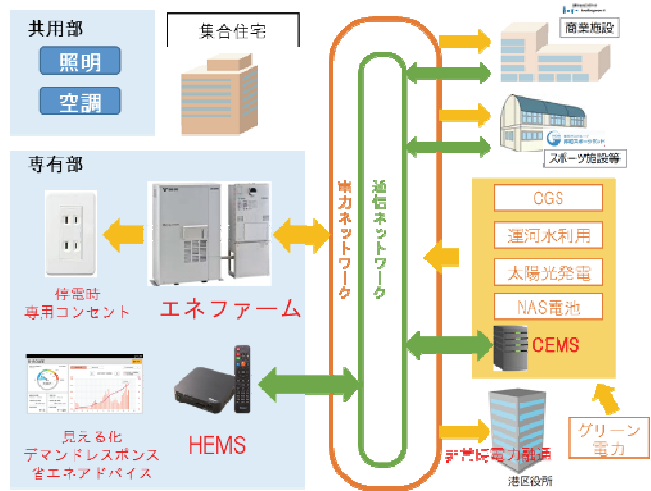 共用部
照明
空調
集合住宅
専有部
停電時
専用コンセント
エネファーム
見える化
デマンドレスポンス
省エネアドバイス
HEMS
電力ネットワーク
通信ネットワーク
商業施設
スポーツ施設等
CGS
運河水利用
太陽光発電
NAS電池
CEMS
グリーン
電力
非常時電力融通
港区役所